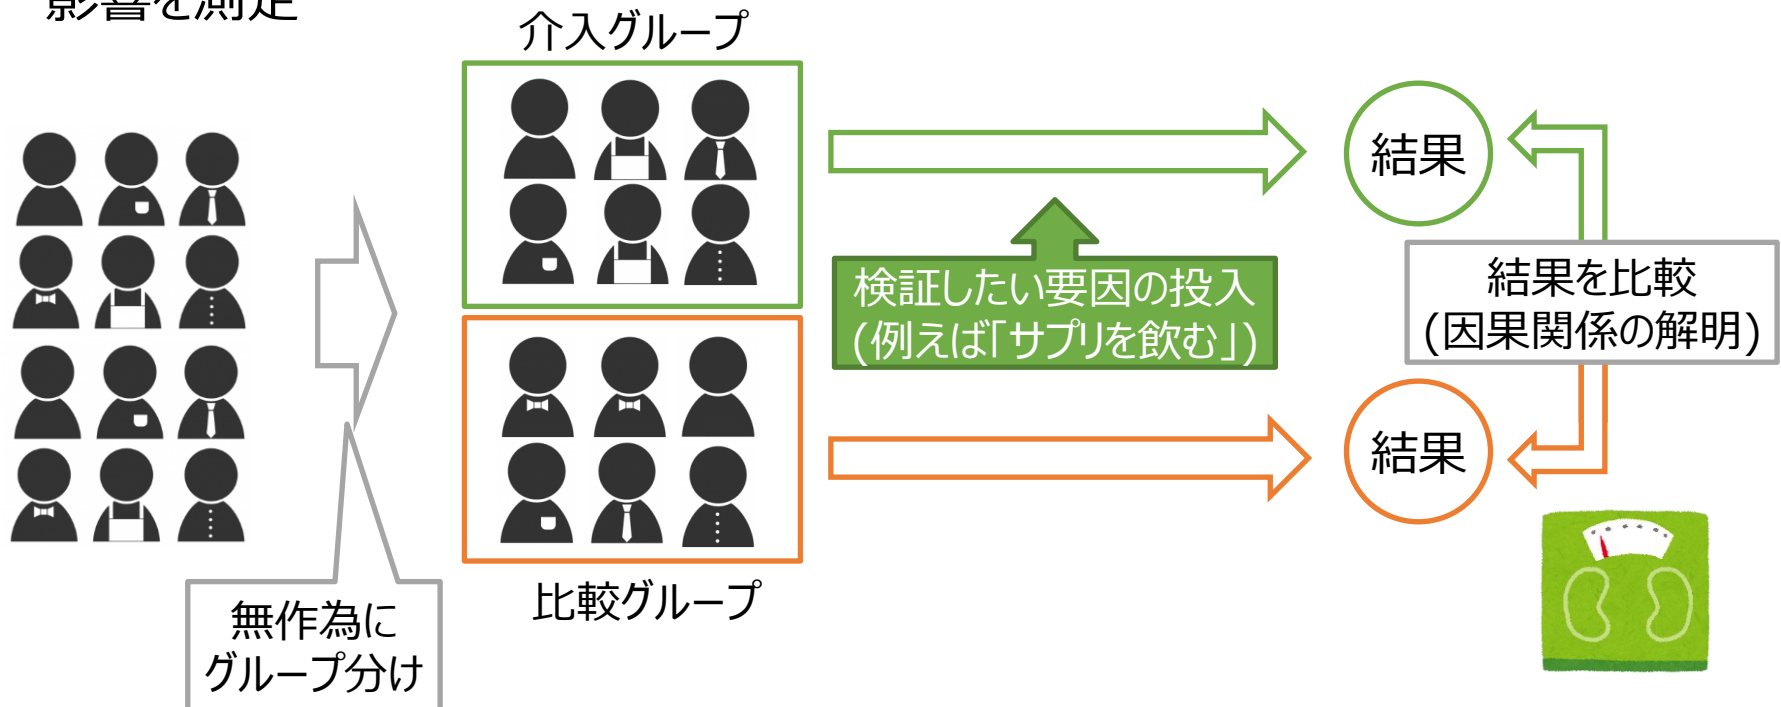 影響を測定
介入グループ
結果
検証したい要因の投入
(例えば「サプリを飲む」)
結果を比較
(因果関係の解明)
結果
比較グループ
無作為に
グループ分け